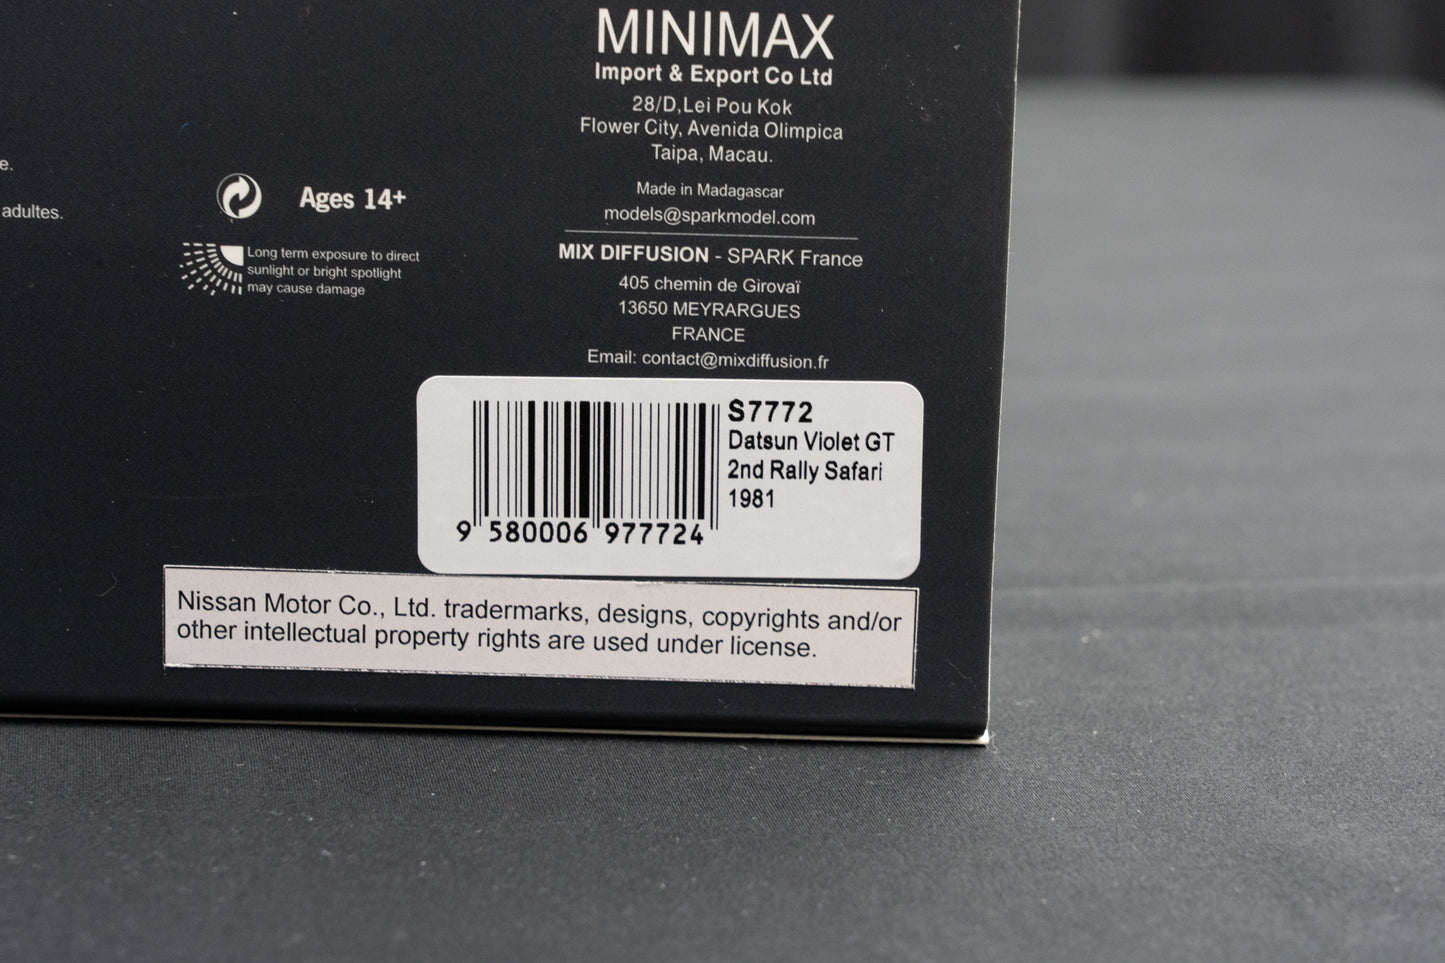 MINIMAX
Import & Export Co Ltd
28/D,Lei Pou Kok
Flower City, Avenida Olimpica
Taipa, Macau.
Made in Madagascar
models@sparkmodel.com
MIX DIFFUSION - SPARK France
405 chemin de Girovaï
13650 MEYRARGUES
FRANCE
Email: contact@mixdiffusion.fr
e.
adultes.
Ages 14+
Long term exposure to direct
sunlight or bright spotlight
may cause damage
S7772
Datsun Violet GT
2nd Rally Safari
1981
9 580006 977724
Nissan Motor Co., Ltd. tradermarks, designs, copyrights and/or
other intellectual property rights are used under license.